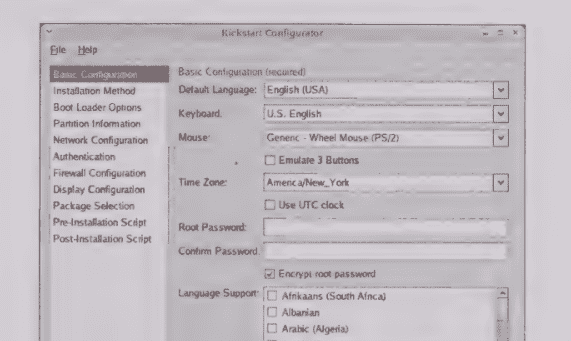 Kickstart Configurator
File Help
Basic Configuration
Installation Method
Boot Loader Options
Partition Information
Network Configuration
Authentication
Firewall Configuration
Display Configuration
Package Selection
Pre-Installation Script
Post-Installation Script
Basic Configuration (required)
Default Language: English (USA)
Keyboard: U.S. English
Mouse: Generic - Wheel Mouse (PS/2)
Emulate 3 Buttons
Time Zone: America/New_York
Use UTC clock
Root Password:
Confirm Password:
Encrypt root password
Language Support: Afrikaans (South Africa)
Albanian
Arabic (Algeria)